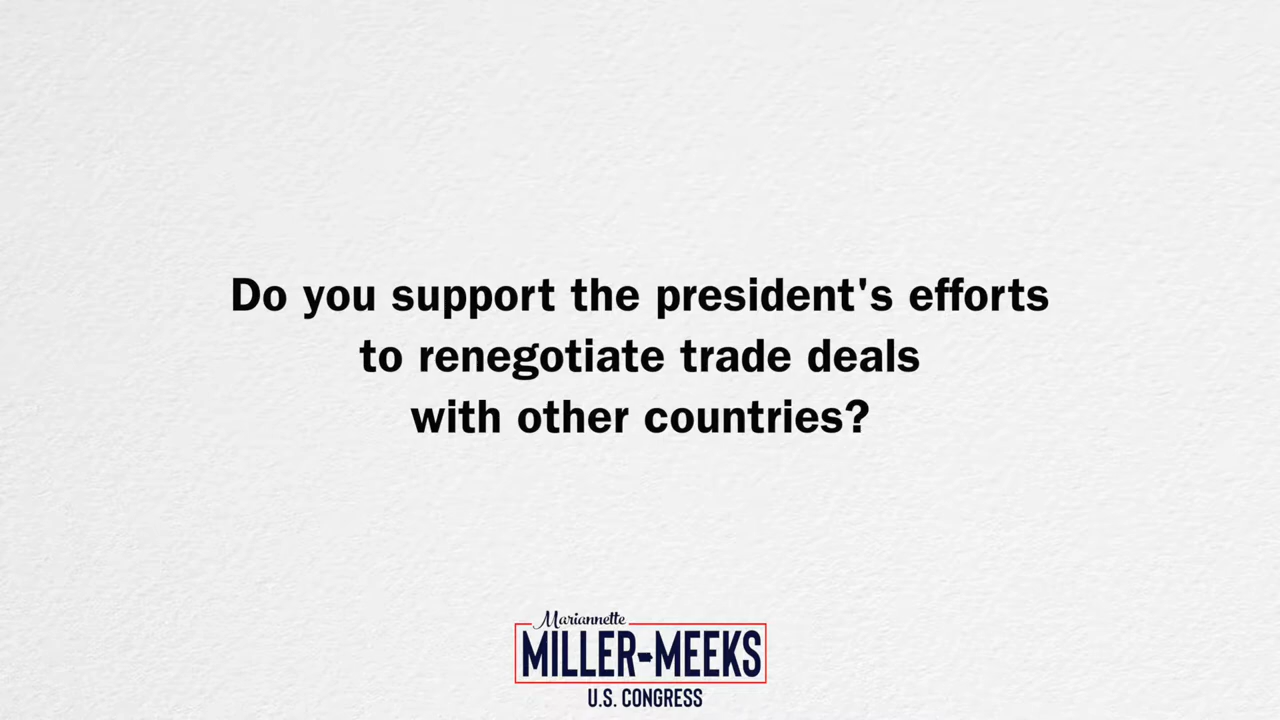 Do you support the president's efforts
to renegotiate trade deals
with other countries?
Mariannette
MILLER-MEEKS
U.S. CONGRESS